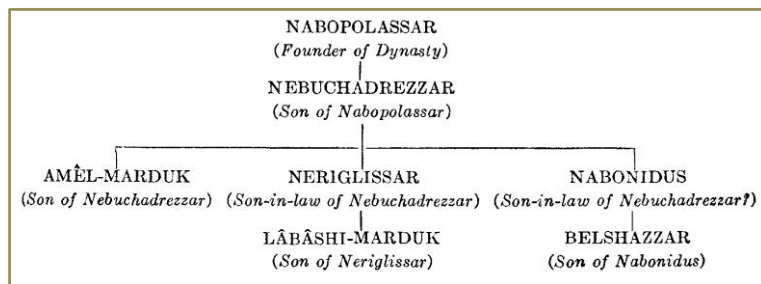 NABOPOLASSAR
(Founder of Dynasty)
NEBUCHADREZZAR
(Son of Nabopolassar)
AMÊL-MARDUK NERIGLISSAR NABONIDUS
(Son of Nebuchadrezzar) (Son-in-law of Nebuchadrezzar) (Son-in-law of Nebuchadrezzar?)
LÂBÂSHI-MARDUK BELSHAZZAR
(Son of Neriglissar) (Son of Nabonidus)